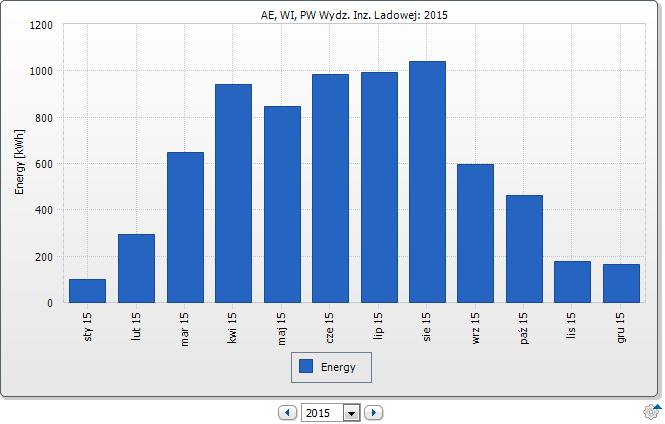 AE, WI, PW Wydz. Inz. Ladowej: 2015
Energy [kWh]
1200
1000
800
600
400
200
0
sty 15
lut 15
mar 15
kwi 15
maj 15
cze 15
lip 15
sie 15
wrz 15
paź 15
lis 15
gru 15
Energy
2015